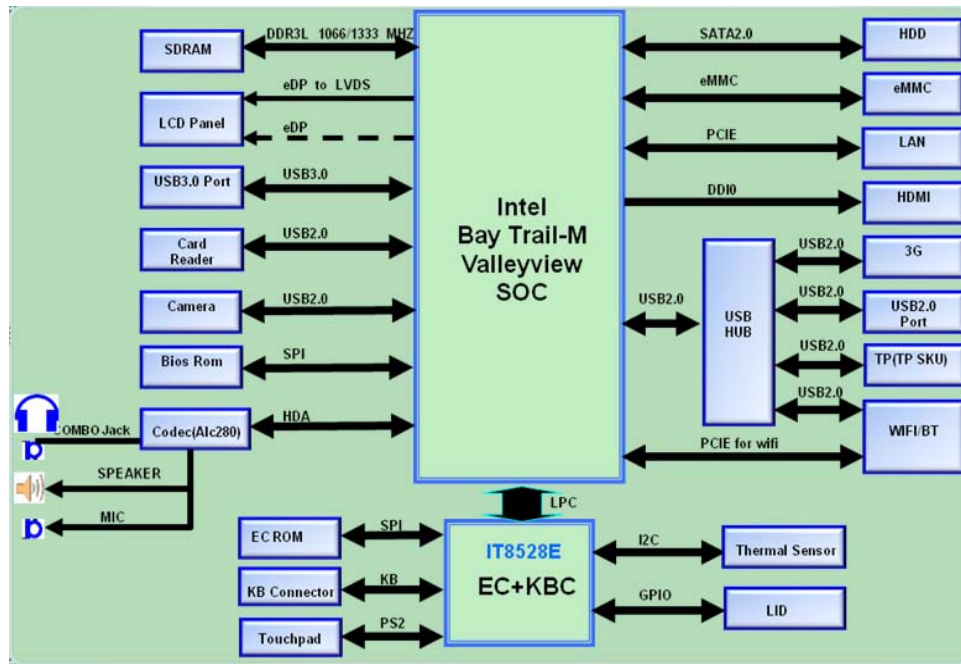 SDRAM
DDR3L 1066/1333 MHZ
LCD Panel
eDP to LVDS
eDP
USB3.0 Port
USB3.0
Card
Reader
USB2.0
Camera
USB2.0
Bios Rom
SPI
Codec(Alc280)
HDA
COMBO Jack
SPEAKER
MIC
Intel
Bay Trail-M
Valleyview
SOC
SATA2.0
HDD
eMMC
eMMC
PCIE
LAN
DDI0
HDMI
USB2.0
USB
HUB
USB2.0
3G
USB2.0
USB2.0
Port
USB2.0
TP(TP SKU)
USB2.0
WIFI/BT
PCIE for wifi
LPC
EC ROM
SPI
KB Connector
KB
Touchpad
PS2
IT8528E
EC+KBC
I2C
Thermal Sensor
GPIO
LID